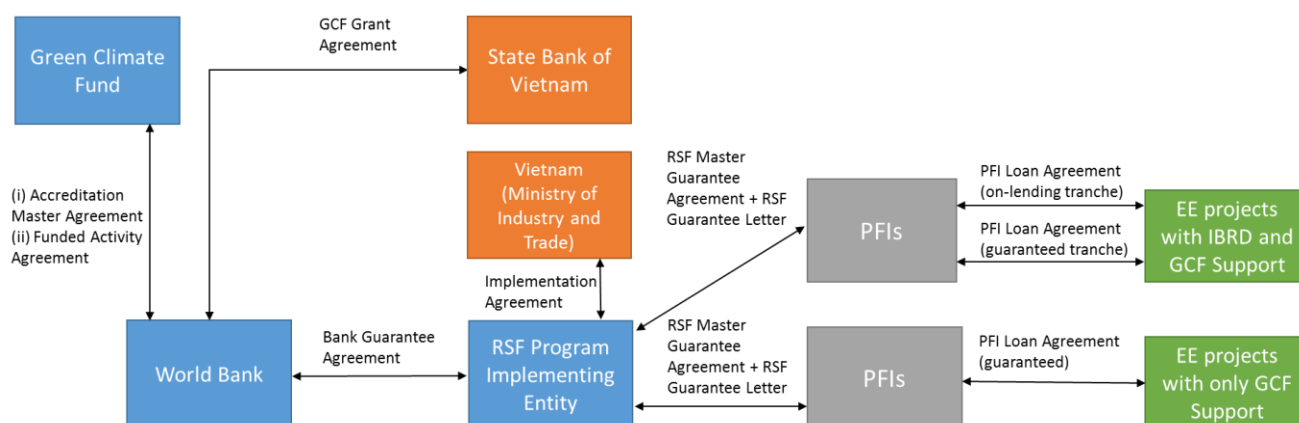 GCF Grant
Agreement
Green Climate
Fund
State Bank of
Vietnam
(i) Accreditation
Master Agreement
(ii) Funded Activity
Agreement
Vietnam
(Ministry of
Industry and
Trade)
Implementation
Agreement
RSF Master
Guarantee
Agreement + RSF
Guarantee Letter
PFIs
PFI Loan Agreement
(on-lending tranche)
PFI Loan Agreement
(guaranteed tranche)
EE projects
with IBRD and
GCF Support
World Bank
Bank Guarantee
Agreement
RSF Program
Implementing
Entity
RSF Master
Guarantee
Agreement + RSF
Guarantee Letter
PFIs
PFI Loan Agreement
(guaranteed)
EE projects
with only GCF
Support